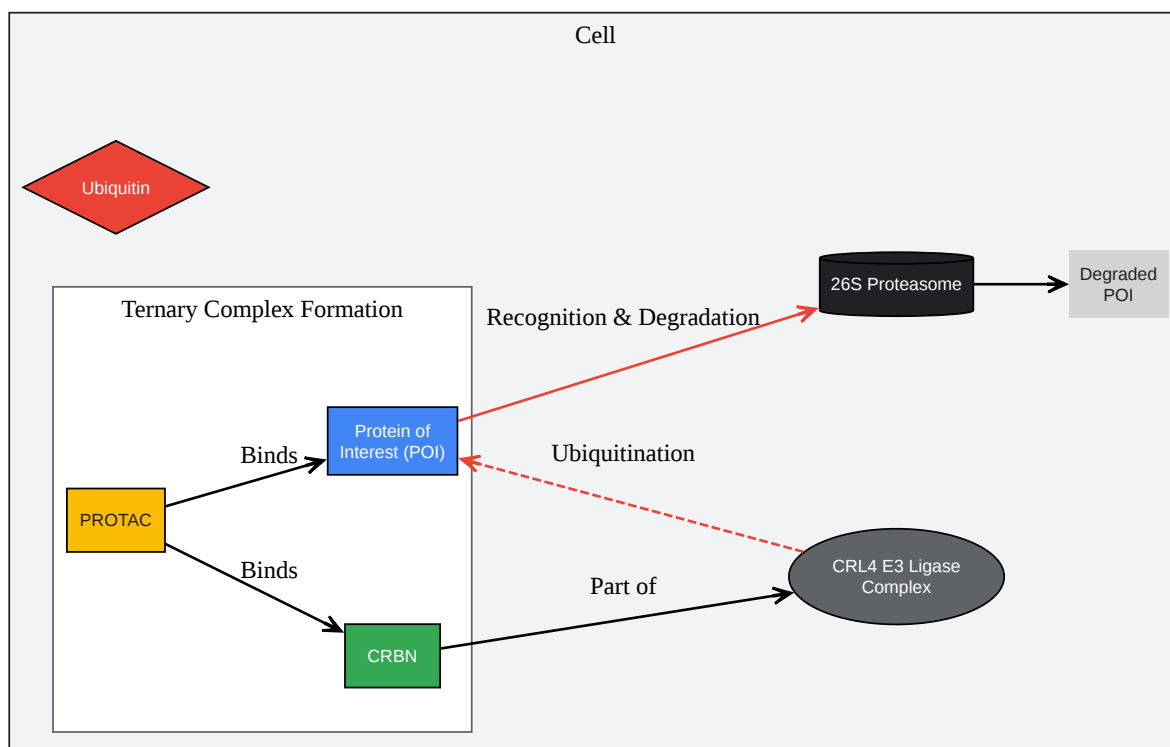 Cell
Ubiquitin
Ternary Complex Formation
Recognition & Degradation
26S Proteasome
Degraded
POI
Protein of
Interest (POI)
Binds
Ubiquitination
PROTAC
Binds
Part of
CRL4 E3 Ligase
Complex
CRBN